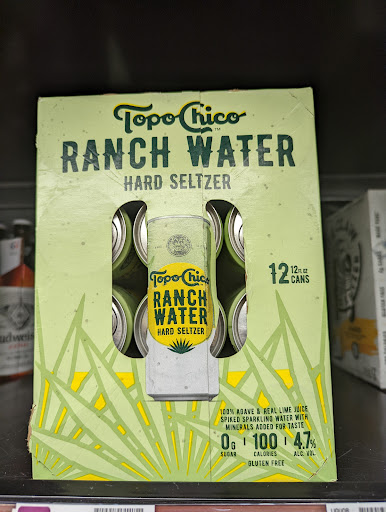 Topo Chico™
RANCH WATER
HARD SELTZER
12 12 fl oz CANS
Topo Chico
RANCH
WATER
HARD SELTZER
100% AGAVE & REAL LIME JUICE
SPIKED SPARKLING WATER WITH
MINERALS ADDED FOR TASTE
0g 100 4.7%
SUGAR CALORIES ALC. VOL
GLUTEN FREE